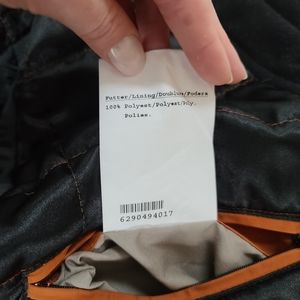 Futter/Lining/Doublure/Fodera
100% Polyest/Polyest/Poly.
Polies.
6290494017